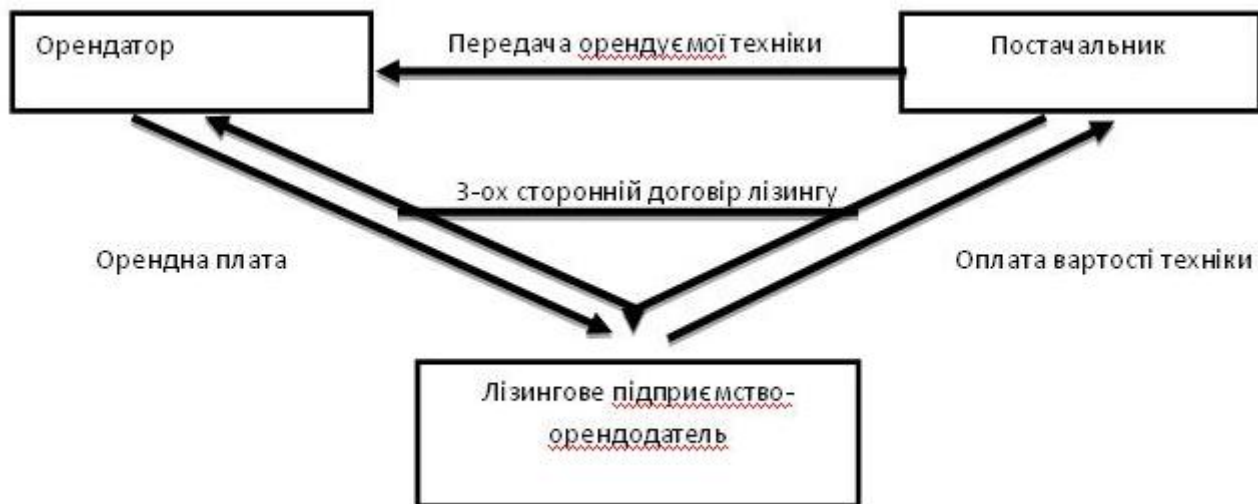 Орендатор
Передача орендуємої техніки
Постачальник
3-ох сторонній договір лізингу
Орендна плата
Оплата вартості техніки
Лізингове підприємство-
орендодатель